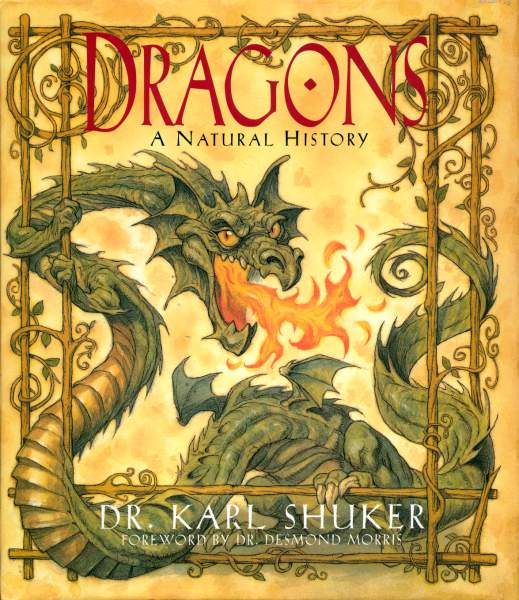 DRAGONS
A NATURAL HISTORY
DR. KARL SHUKER
FOREWORD BY DR. DESMOND MORRIS